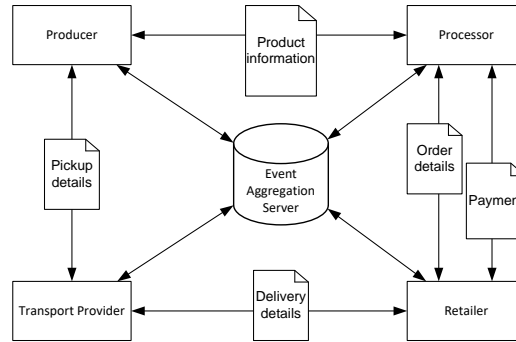 Producer
Product
information
Processor
Pickup
details
Event
Aggregation
Server
Order
details
Paymen
Transport Provider
Delivery
details
Retailer